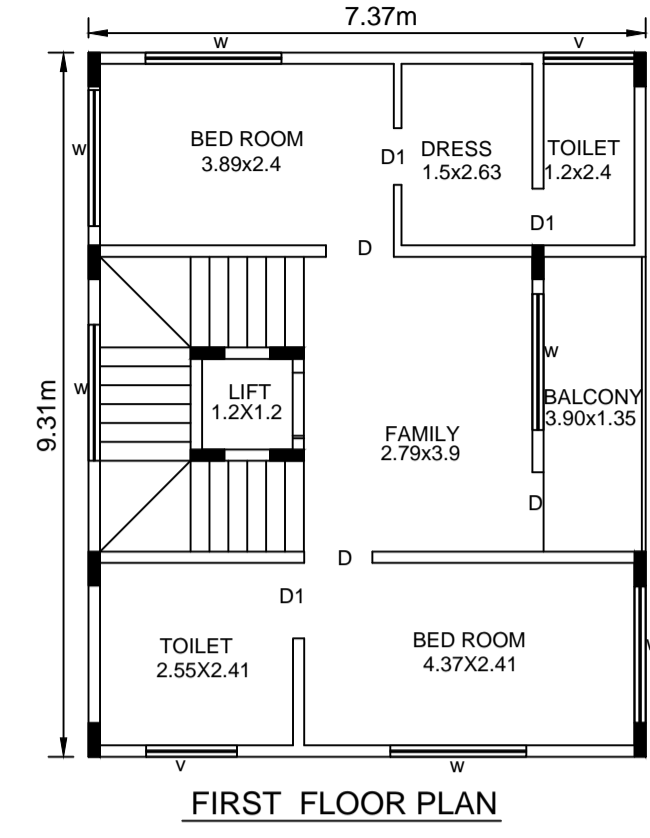 7.37m
w
v
w
BED ROOM
3.89x2.4
D1
DRESS
1.5x2.63
TOILET
1.2x2.4
D1
D
9.31m
w
w
LIFT
1.2X1.2
BALCONY
3.90x1.35
FAMILY
2.79x3.9
D
D
D1
TOILET
2.55X2.41
BED ROOM
4.37X2.41
v
w
FIRST FLOOR PLAN